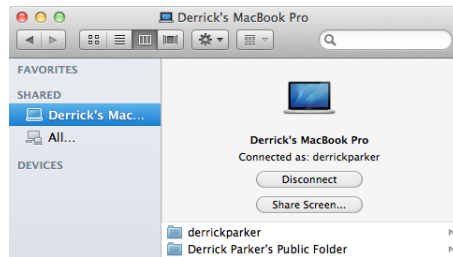 Derrick's MacBook Pro
FAVORITES
SHARED
Derrick's Mac...
All...
DEVICES
Derrick's MacBook Pro
Connected as: derrickparker
Disconnect
Share Screen...
derrickparker
Derrick Parker's Public Folder